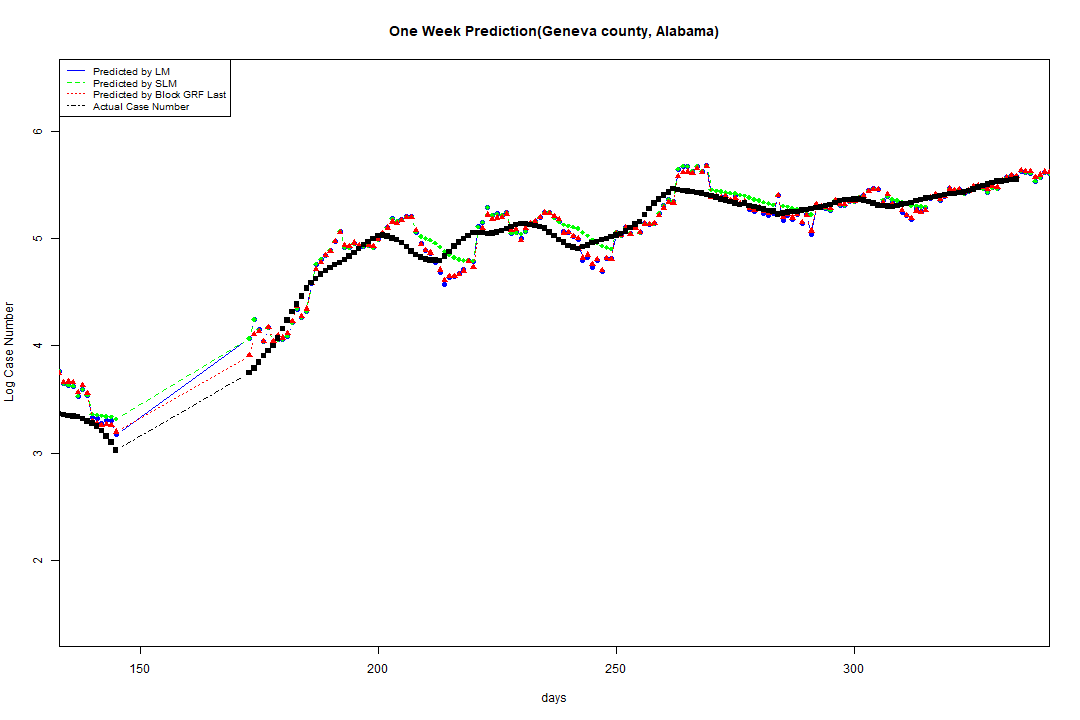 One Week Prediction(Geneva county, Alabama)
Predicted by LM
Predicted by SLM
Predicted by Block GRF Last
Actual Case Number
6
5
4
3
2
Log Case Number
150
200
250
300
days